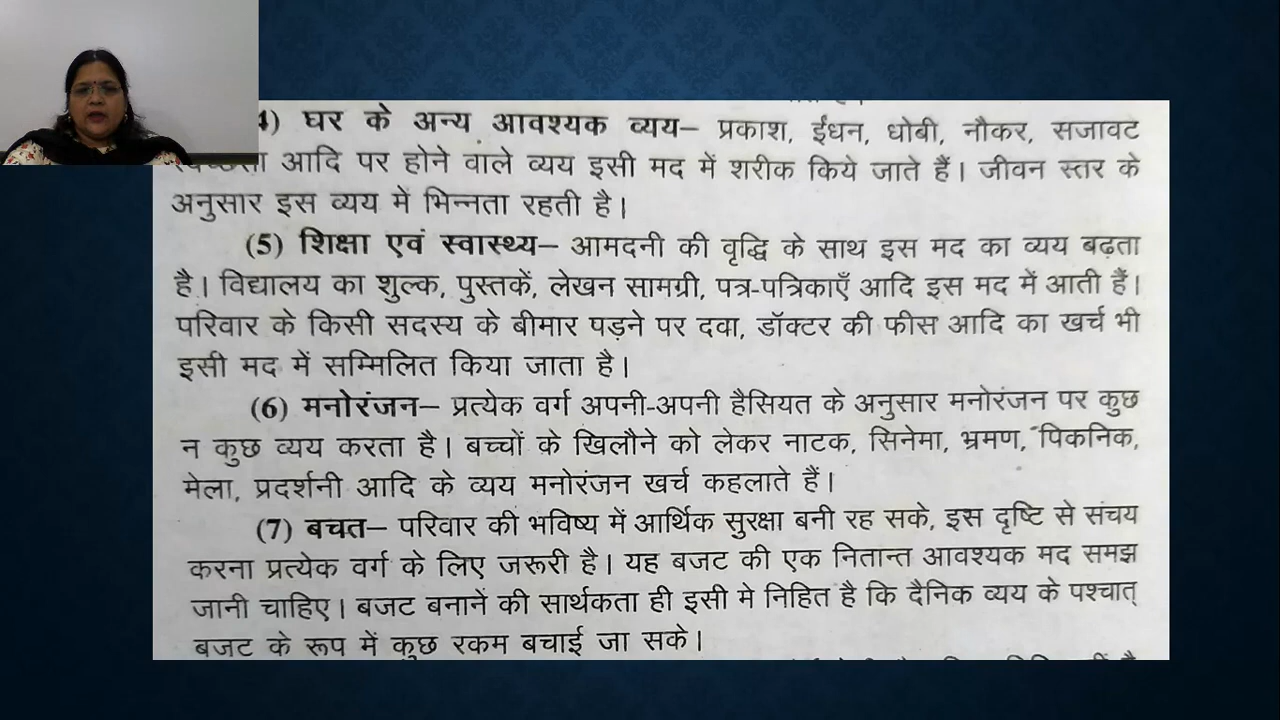 4) घर के अन्य आवश्यक व्यय– प्रकाश, ईंधन, धोबी, नौकर, सजावट
आदि पर होने वाले व्यय इसी मद में शरीक किये जाते हैं। जीवन स्तर के
अनुसार इस व्यय में भिन्नता रहती है।
(5) शिक्षा एवं स्वास्थ्य– आमदनी की वृद्धि के साथ इस मद का व्यय बढ़ता
है। विद्यालय का शुल्क, पुस्तकें, लेखन सामग्री, पत्र-पत्रिकाएँ आदि इस मद में आती हैं।
परिवार के किसी सदस्य के बीमार पड़ने पर दवा, डॉक्टर की फीस आदि का खर्च भी
इसी मद में सम्मिलित किया जाता है।
(6) मनोरंजन– प्रत्येक वर्ग अपनी-अपनी हैसियत के अनुसार मनोरंजन पर कुछ
न कुछ व्यय करता है। बच्चों के खिलौने को लेकर नाटक, सिनेमा, भ्रमण, पिकनिक,
मेला, प्रदर्शनी आदि के व्यय मनोरंजन खर्च कहलाते हैं।
(7) बचत– परिवार की भविष्य में आर्थिक सुरक्षा बनी रह सके, इस दृष्टि से संचय
करना प्रत्येक वर्ग के लिए जरूरी है। यह बजट की एक नितान्त आवश्यक मद समझ
जानी चाहिए। बजट बनानें की सार्थकता ही इसी मे निहित है कि दैनिक व्यय के पश्चात्
बजट के रूप में कुछ रकम बचाई जा सके।